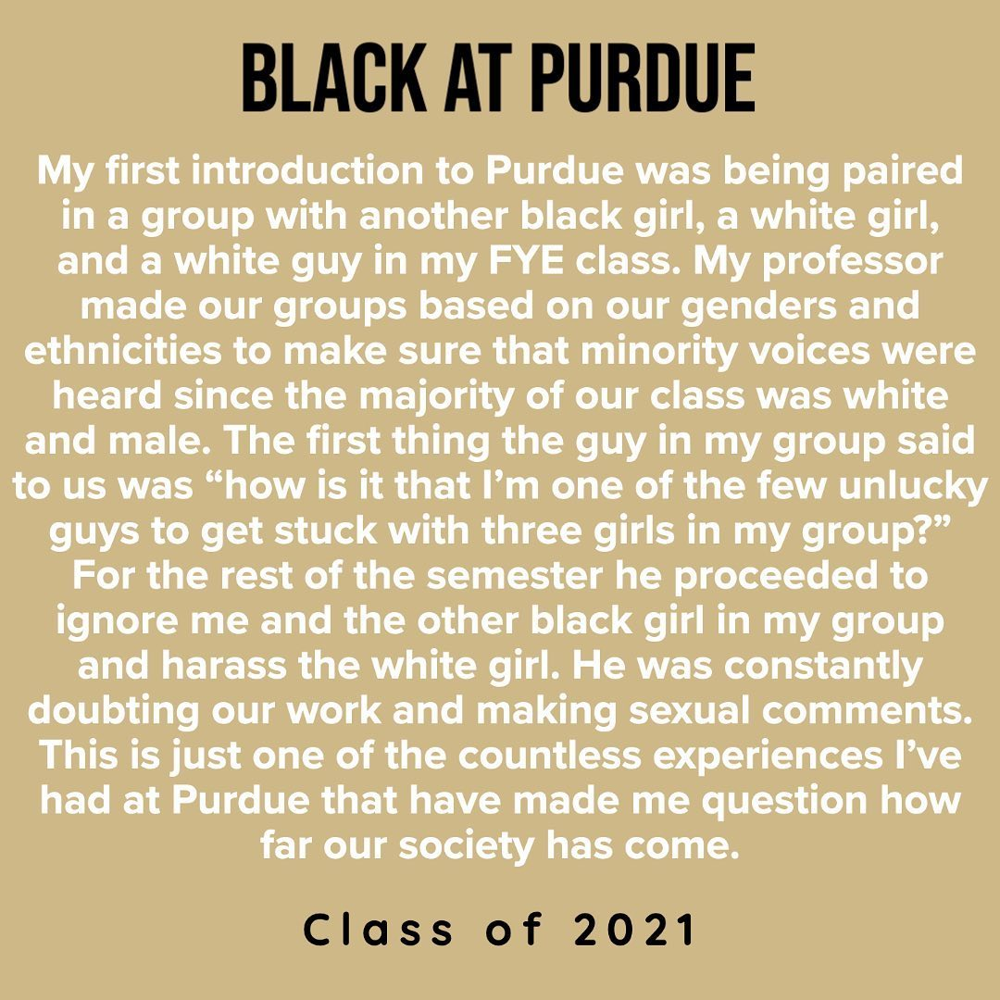 BLACK AT PURDUE
My first introduction to Purdue was being paired
in a group with another black girl, a white girl,
and a white guy in my FYE class. My professor
made our groups based on our genders and
ethnicities to make sure that minority voices were
heard since the majority of our class was white
and male. The first thing the guy in my group said
to us was “how is it that I’m one of the few unlucky
guys to get stuck with three girls in my group?”
For the rest of the semester he proceeded to
ignore me and the other black girl in my group
and harass the white girl. He was constantly
doubting our work and making sexual comments.
This is just one of the countless experiences I’ve
had at Purdue that have made me question how
far our society has come.
Class of 2021